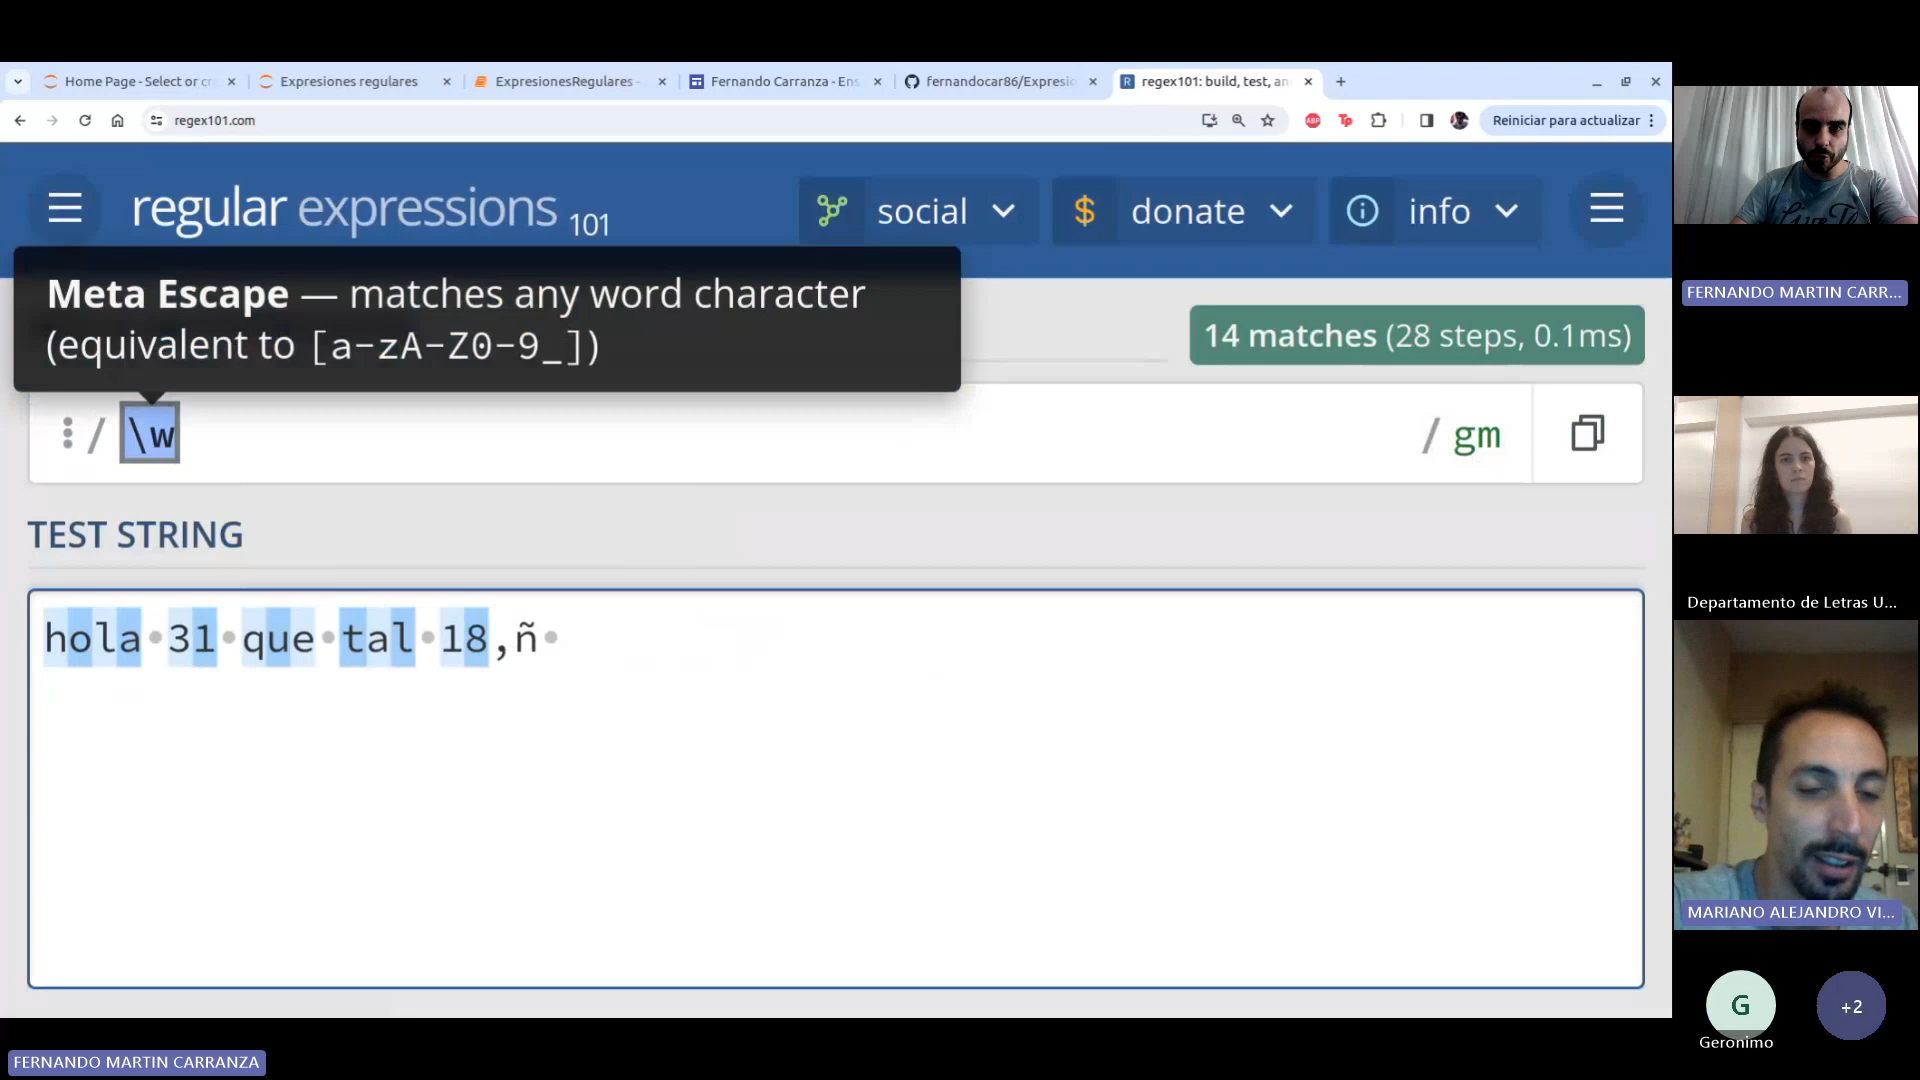 Home Page - Select or cr
Expresiones regulares
ExpresionesRegulares -
Fernando Carranza - Ens
fernandocar86/Expresio
regex101: build, test, an
regex101.com
ABP
Tp
Reiniciar para actualizar
regular expressions 101
social
$ donate
info
Meta Escape — matches any word character
(equivalent to [a-zA-Z0-9_])
14 matches (28 steps, 0.1ms)
/ \w / gm
TEST STRING
hola·31·que·tal·18,ñ·
FERNANDO MARTIN CARR...
Departamento de Letras U...
MARIANO ALEJANDRO VI...
G
+2
Geronimo
FERNANDO MARTIN CARRANZA